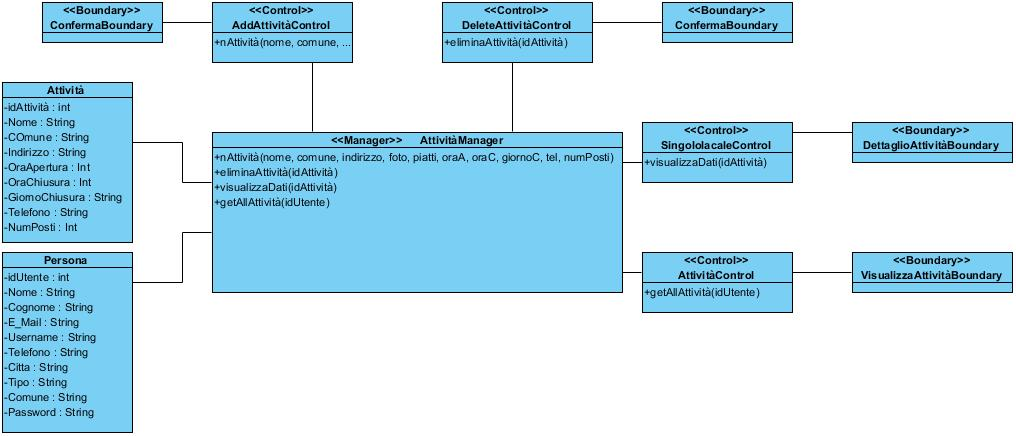 <<Boundary>>
ConfermaBoundary
<<Control>>
AddAttivitàControl
+nAttività(nome, comune, ...
<<Control>>
DeleteAttivitàControl
+eliminaAttività(idAttività)
<<Boundary>>
ConfermaBoundary
Attività
-idAttività : int
-Nome : String
-COmune : String
-Indirizzo : String
-OraApertura : Int
-OraChiusura : Int
-GiornoChiusura : String
-Telefono : String
-NumPosti : Int
<<Manager>> AttivitàManager
+nAttività(nome, comune, indirizzo, foto, piatti, oraA, oraC, giornoC, tel, numPosti)
+eliminaAttività(idAttività)
+visualizzaDati(idAttività)
+getAllAttività(idUtente)
<<Control>>
SingololacaleControl
+visualizzaDati(idAttività)
<<Boundary>>
DettaglioAttivitàBoundary
Persona
-idUtente : int
-Nome : String
-Cognome : String
-E_Mail : String
-Username : String
-Telefono : String
-Citta : String
-Tipo : String
-Comune : String
-Password : String
<<Control>>
AttivitàControl
+getAllAttività(idUtente)
<<Boundary>>
VisualizzaAttivitàBoundary